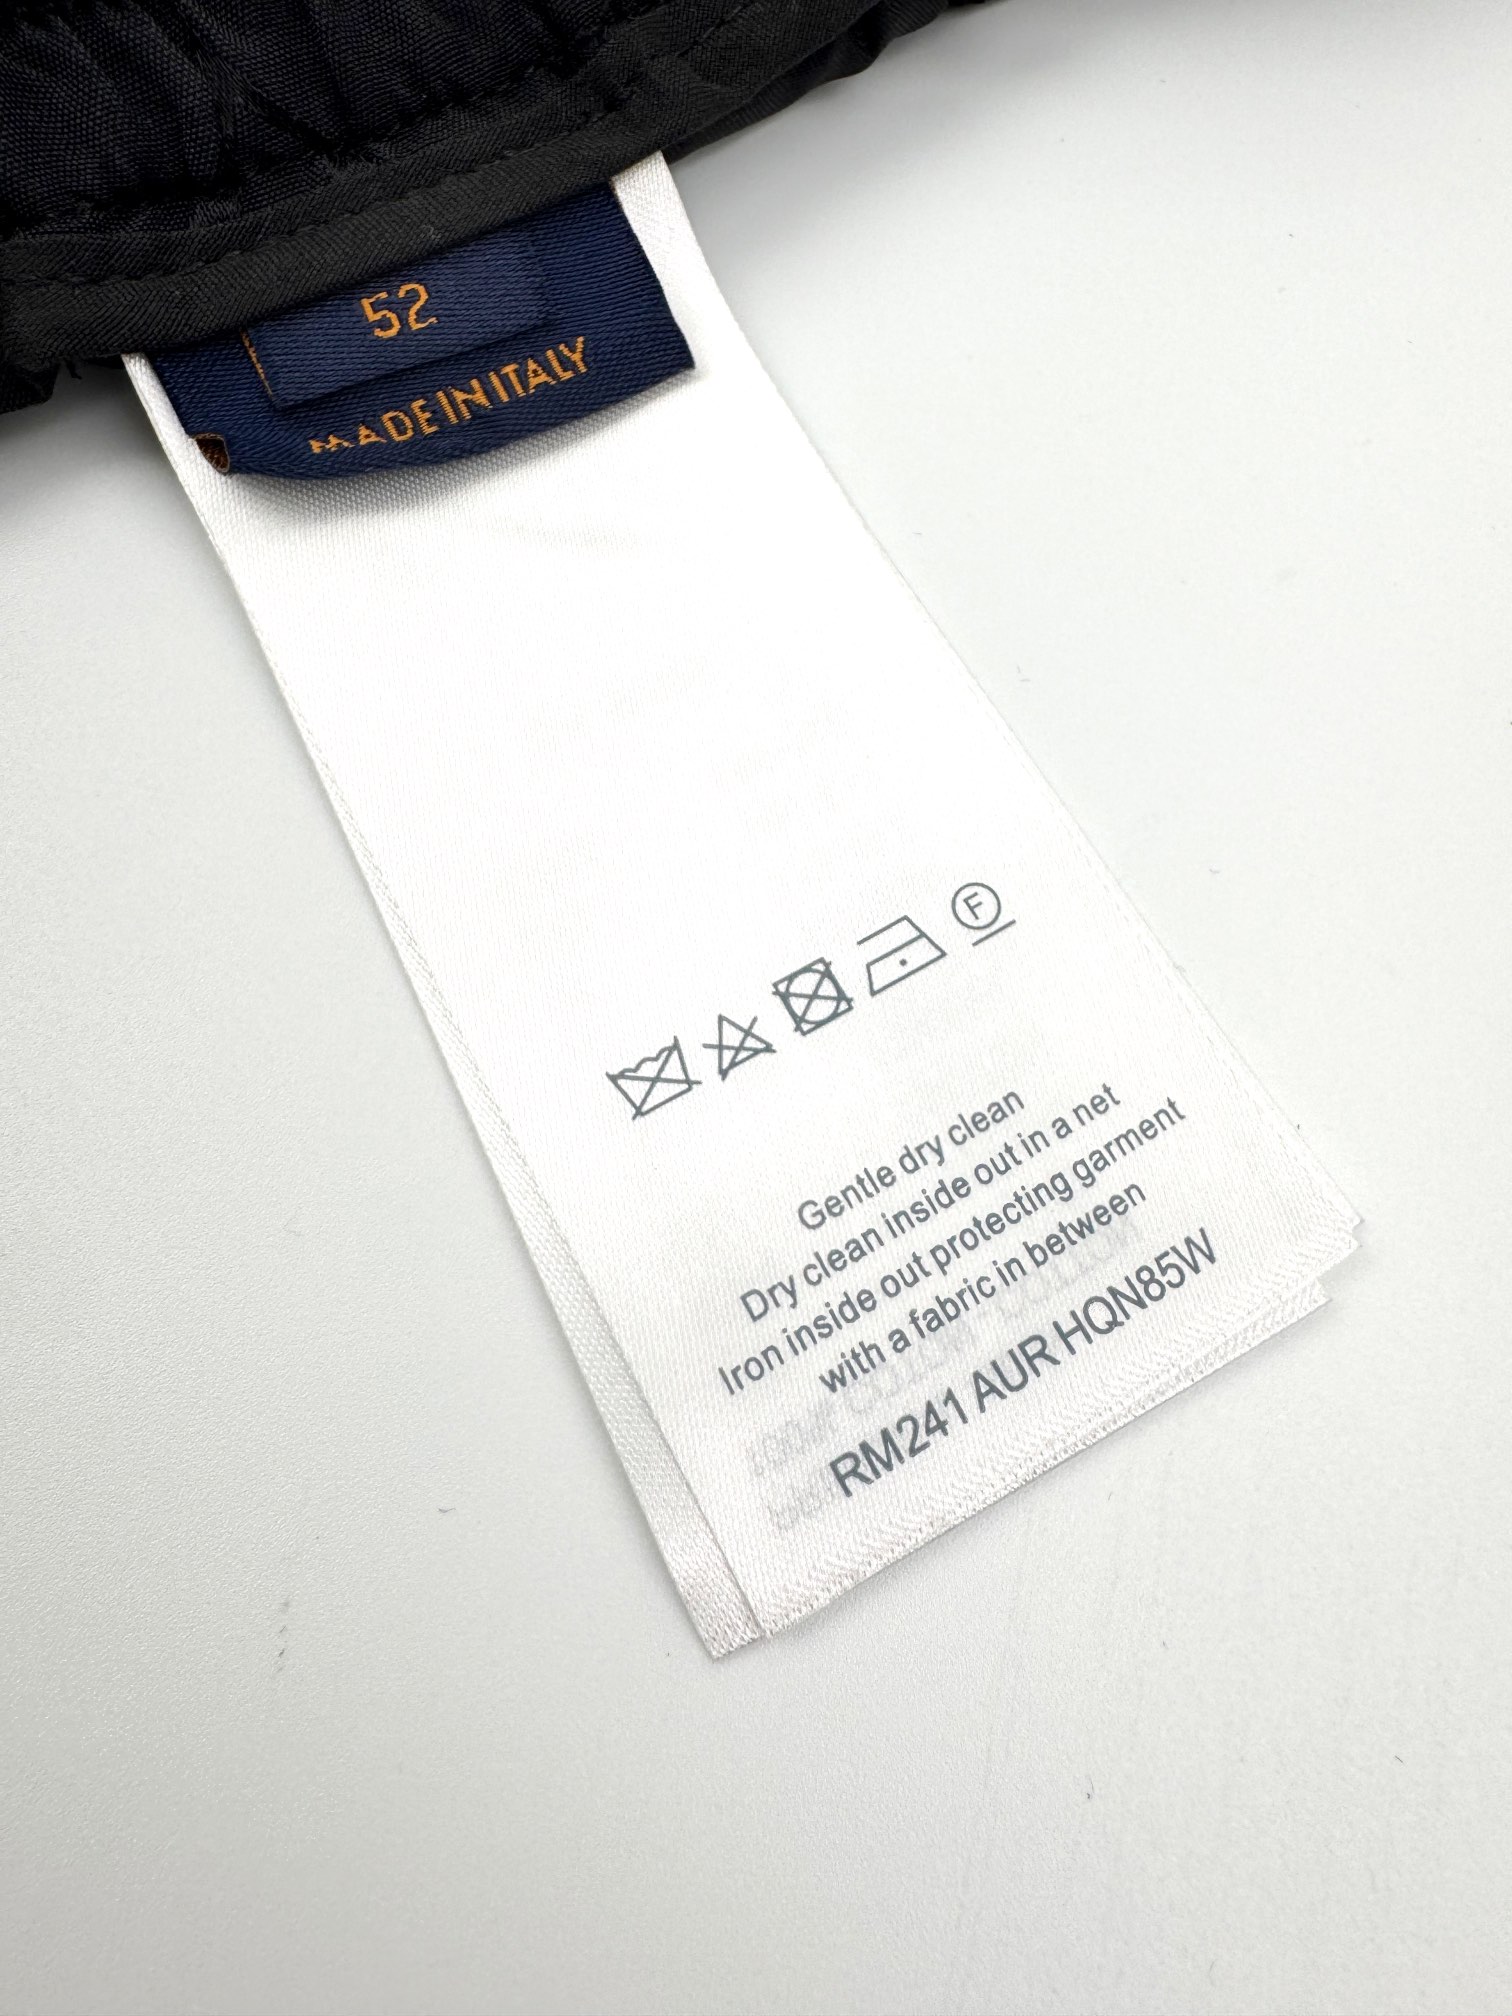 52
MADE IN ITALY
F
Gentle dry clean
Dry clean inside out in a net
Iron inside out protecting garment
with a fabric in between
RM241 AUR HQN85W